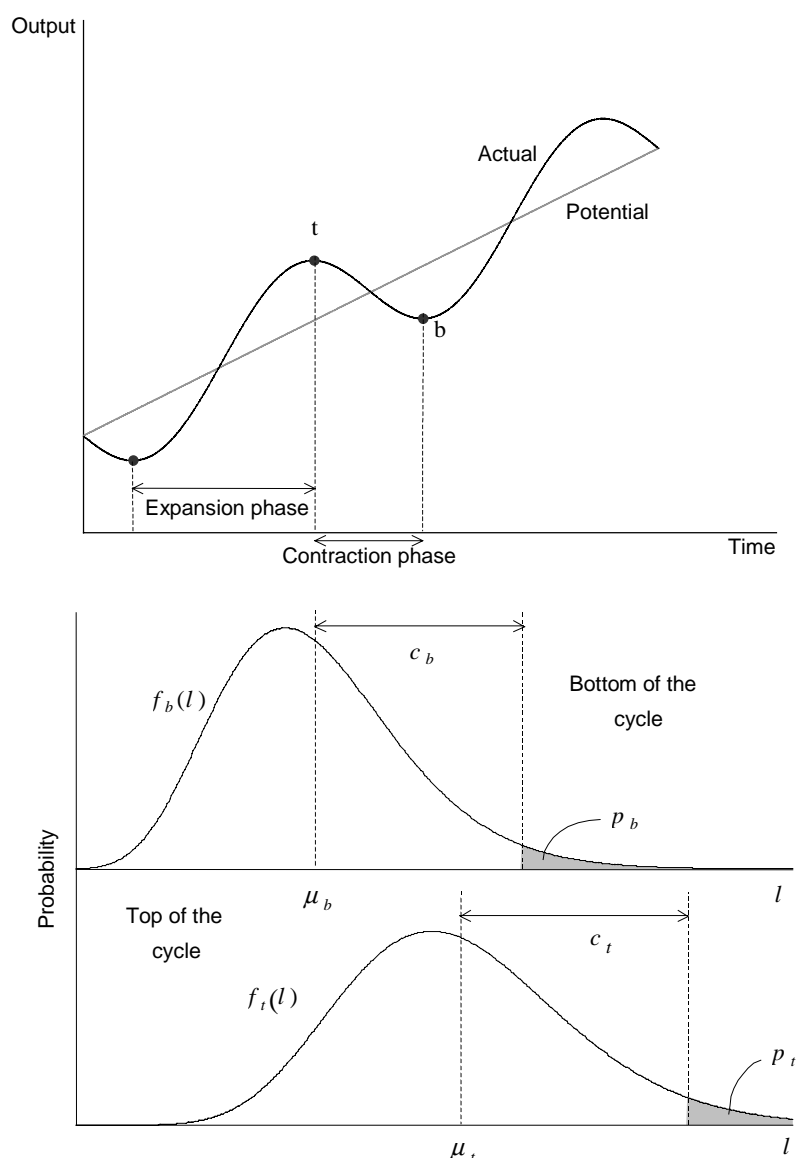 Output
Actual
Potential
t
b
Expansion phase
Contraction phase
Time
c b
f b (l)
Bottom of the
cycle
p b
μ b
l
Probability
Top of the
cycle
c t
f t (l)
p t
μ t
l